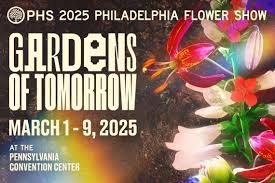 PHS 2025 PHILADELPHIA FLOWER SHOW
GARDENS
OF TOMORROW
MARCH 1 - 9, 2025
AT THE
PENNSYLVANIA
CONVENTION CENTER